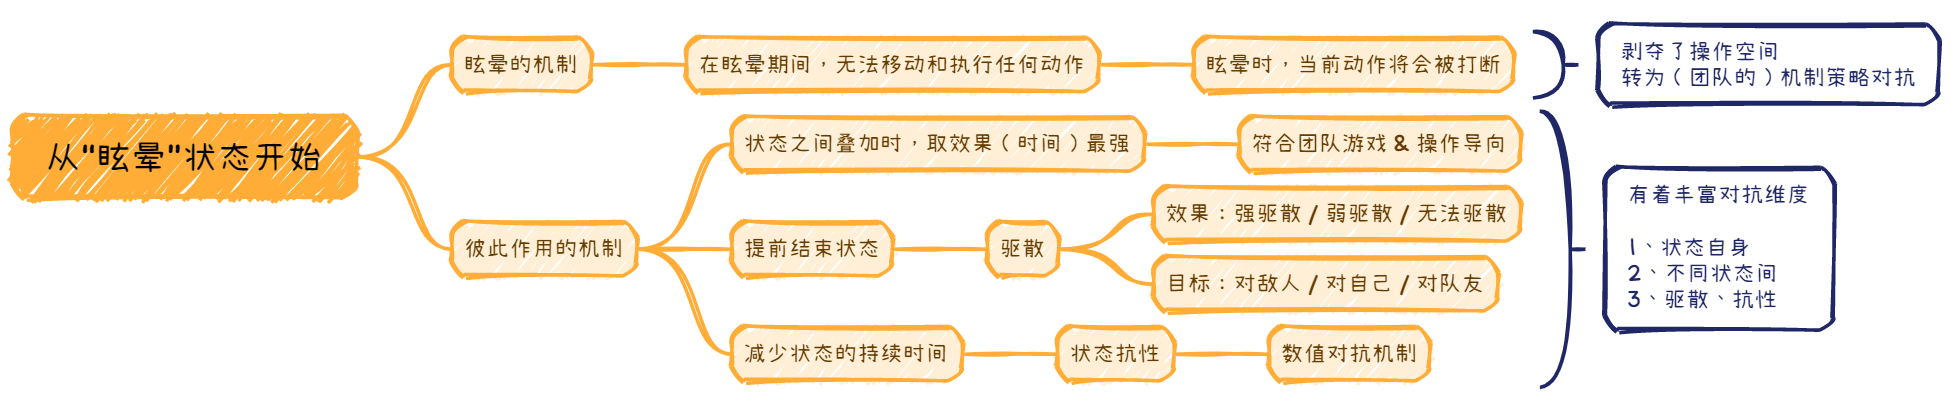 从"眩晕"状态开始
眩晕的机制
在眩晕期间，无法移动和执行任何动作
眩晕时，当前动作将会被打断
剥夺了操作空间
转为（团队的）机制策略对抗
彼此作用的机制
状态之间叠加时，取效果（时间）最强
符合团队游戏 & 操作导向
提前结束状态
驱散
效果：强驱散 / 弱驱散 / 无法驱散
目标：对敌人 / 对自己 / 对队友
减少状态的持续时间
状态抗性
数值对抗机制
有着丰富对抗维度
1、状态自身
2、不同状态间
3、驱散、抗性